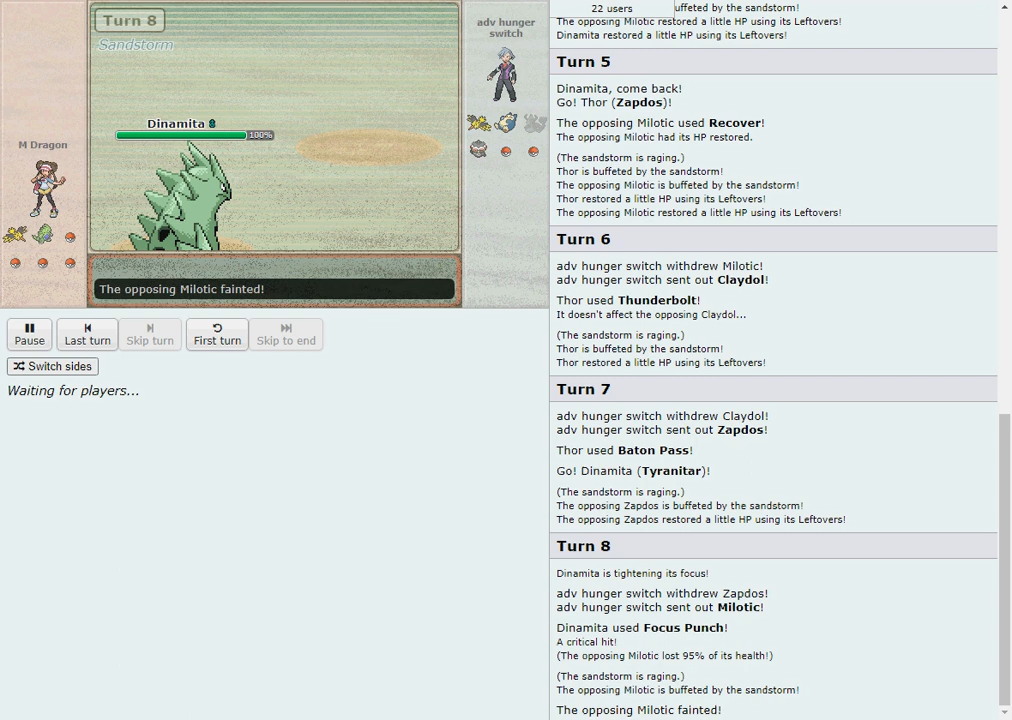 Turn 8
Sandstorm
adv hunger
switch
Dinamita 8
100%
M Dragon
The opposing Milotic fainted!
Pause
Last turn
Skip turn
First turn
Skip to end
Switch sides
Waiting for players...
22 users
uffeted by the sandstorm!
The opposing Milotic restored a little HP using its Leftovers!
Dinamita restored a little HP using its Leftovers!
Turn 5
Dinamita, come back!
Go! Thor (Zapdos)!
The opposing Milotic used Recover!
The opposing Milotic had its HP restored.
(The sandstorm is raging.)
Thor is buffeted by the sandstorm!
The opposing Milotic is buffeted by the sandstorm!
Thor restored a little HP using its Leftovers!
The opposing Milotic restored a little HP using its Leftovers!
Turn 6
adv hunger switch withdrew Milotic!
adv hunger switch sent out Claydol!
Thor used Thunderbolt!
It doesn't affect the opposing Claydol...
(The sandstorm is raging.)
Thor is buffeted by the sandstorm!
Thor restored a little HP using its Leftovers!
Turn 7
adv hunger switch withdrew Claydol!
adv hunger switch sent out Zapdos!
Thor used Baton Pass!
Go! Dinamita (Tyranitar)!
(The sandstorm is raging.)
The opposing Zapdos is buffeted by the sandstorm!
The opposing Zapdos restored a little HP using its Leftovers!
Turn 8
Dinamita is tightening its focus!
adv hunger switch withdrew Zapdos!
adv hunger switch sent out Milotic!
Dinamita used Focus Punch!
A critical hit!
(The opposing Milotic lost 95% of its health!)
(The sandstorm is raging.)
The opposing Milotic is buffeted by the sandstorm!
The opposing Milotic fainted!